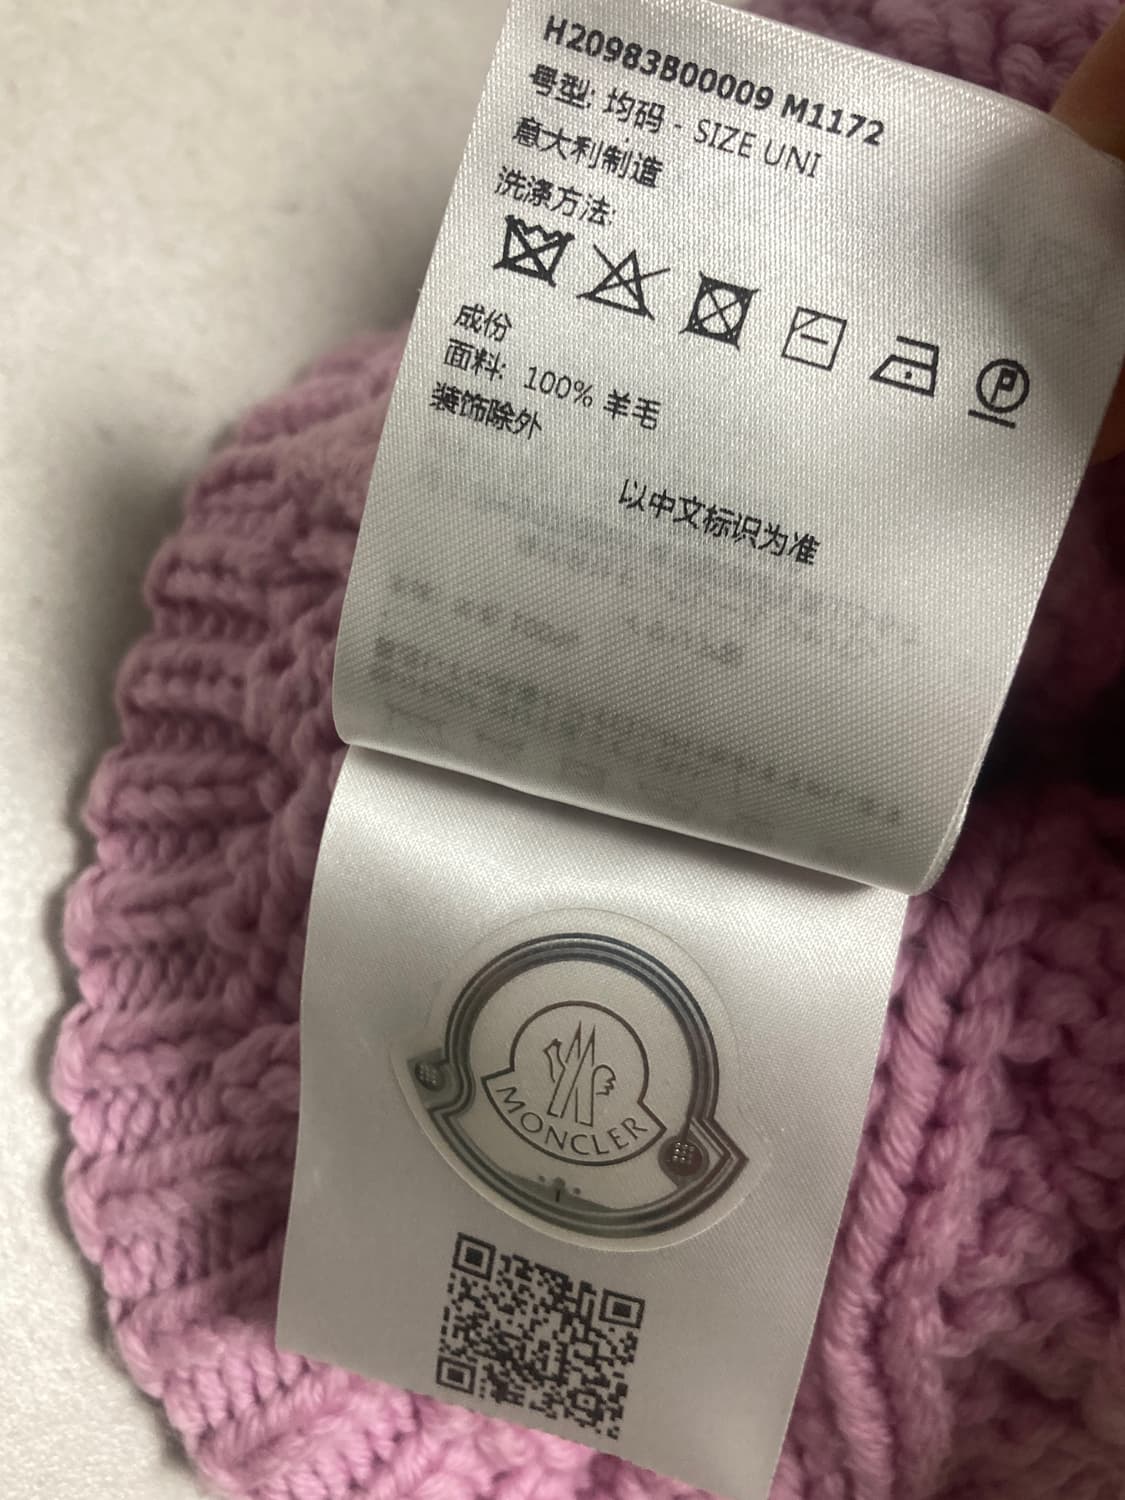 H20983B00009 M1172
号型: 均码 - SIZE UNI
意大利制造
洗涤方法:
成份
面料: 100% 羊毛
装饰除外
以中文标识为准
MONCLER